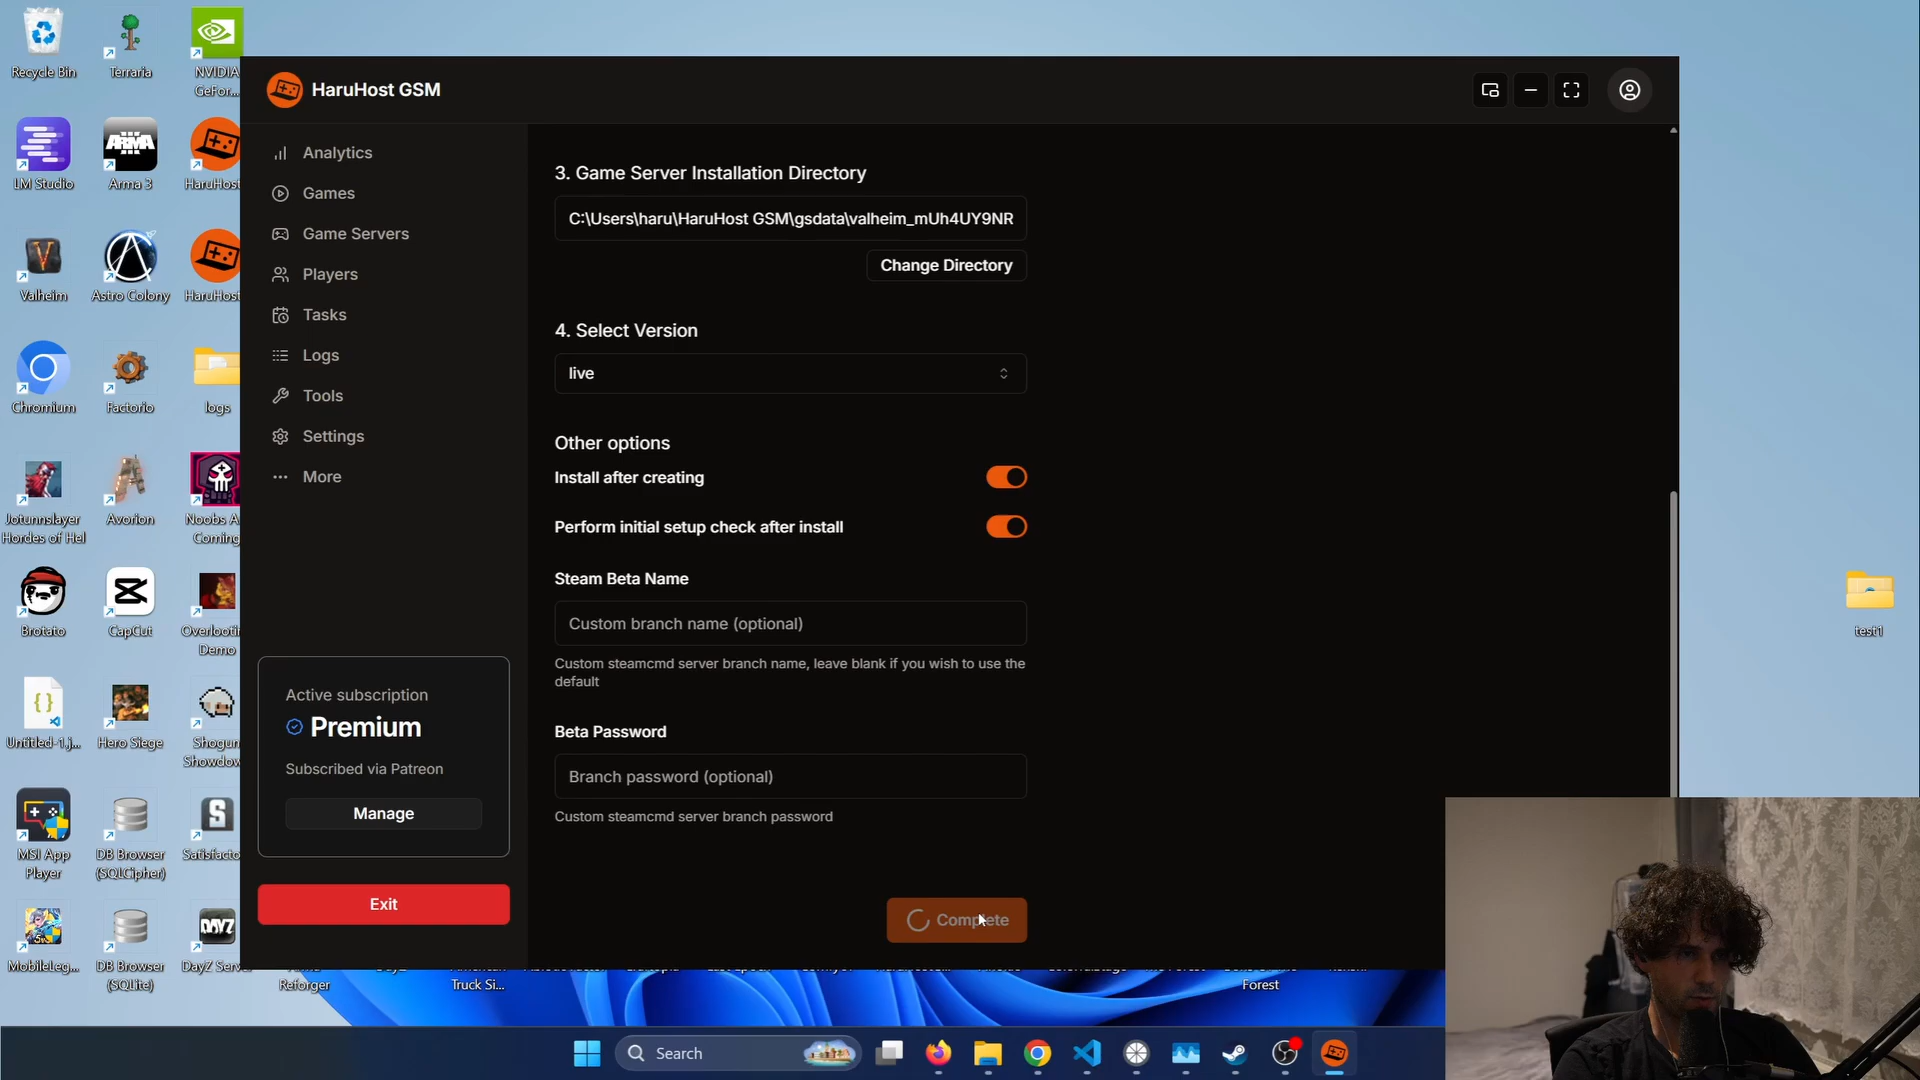 Recycle Bin
Terraria
NVIDIA
GeFor...
LM Studio
Arma 3
HaruHost
Valheim
Astro Colony
HaruHost
Chromium
Factorio
logs
Jotunnslayer
Hordes of Hel
Avorion
Noobs A
Coming
Brotato
CapCut
Overlooti
Demo
Untitled-1.j...
Hero Siege
Shogun
Showdow
MSI App
Player
DB Browser
(SQLCipher)
Satisfacto
MobileLeg...
DB Browser
(SQLite)
DayZ Serv
HaruHost GSM
Analytics
Games
Game Servers
Players
Tasks
Logs
Tools
Settings
More
Active subscription
Premium
Subscribed via Patreon
Manage
Exit
3. Game Server Installation Directory
C:\Users\haru\HaruHost GSM\gsdata\valheim_mUh4UY9NR
Change Directory
4. Select Version
live
Other options
Install after creating
Perform initial setup check after install
Steam Beta Name
Custom branch name (optional)
Custom steamcmd server branch name, leave blank if you wish to use the
default
Beta Password
Branch password (optional)
Custom steamcmd server branch password
Complete
test1
Reforger
Truck Si...
Forest
Search